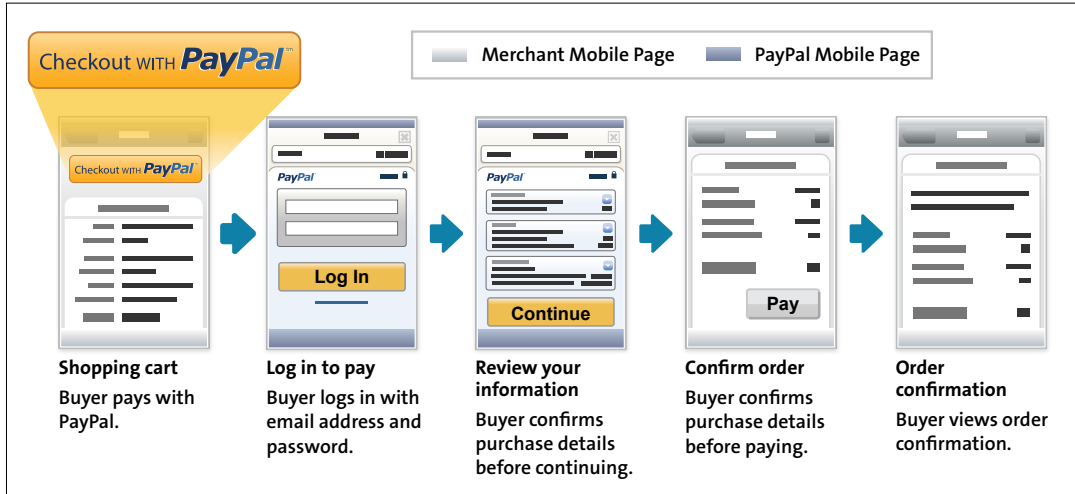 Checkout WITH PayPal™
Merchant Mobile Page
PayPal Mobile Page
Checkout WITH PayPal
PayPal
Log In
PayPal
Continue
Pay
Shopping cart
Buyer pays with
PayPal.
Log in to pay
Buyer logs in with
email address and
password.
Review your
information
Buyer confirms
purchase details
before continuing.
Confirm order
Buyer confirms
purchase details
before paying.
Order
confirmation
Buyer views order
confirmation.